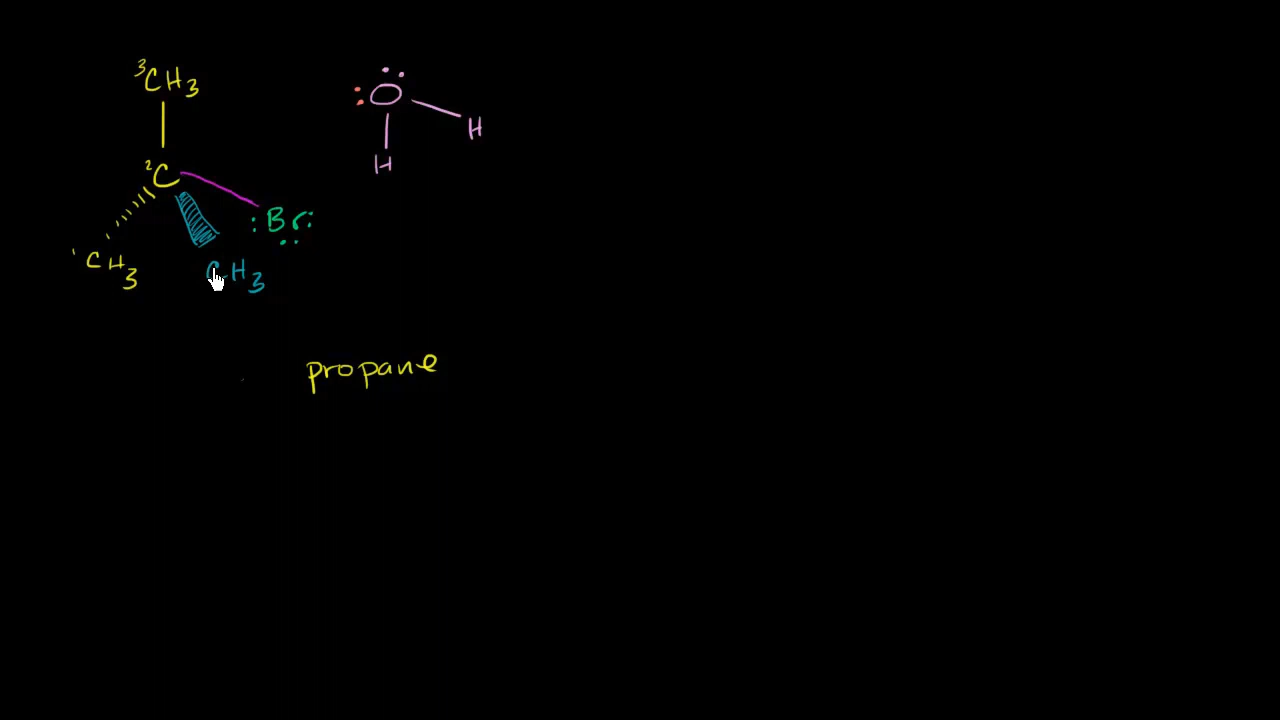 ³CH₃
:Ö
H
H
²C
:Br:
¹CH₃
CH₃
propane